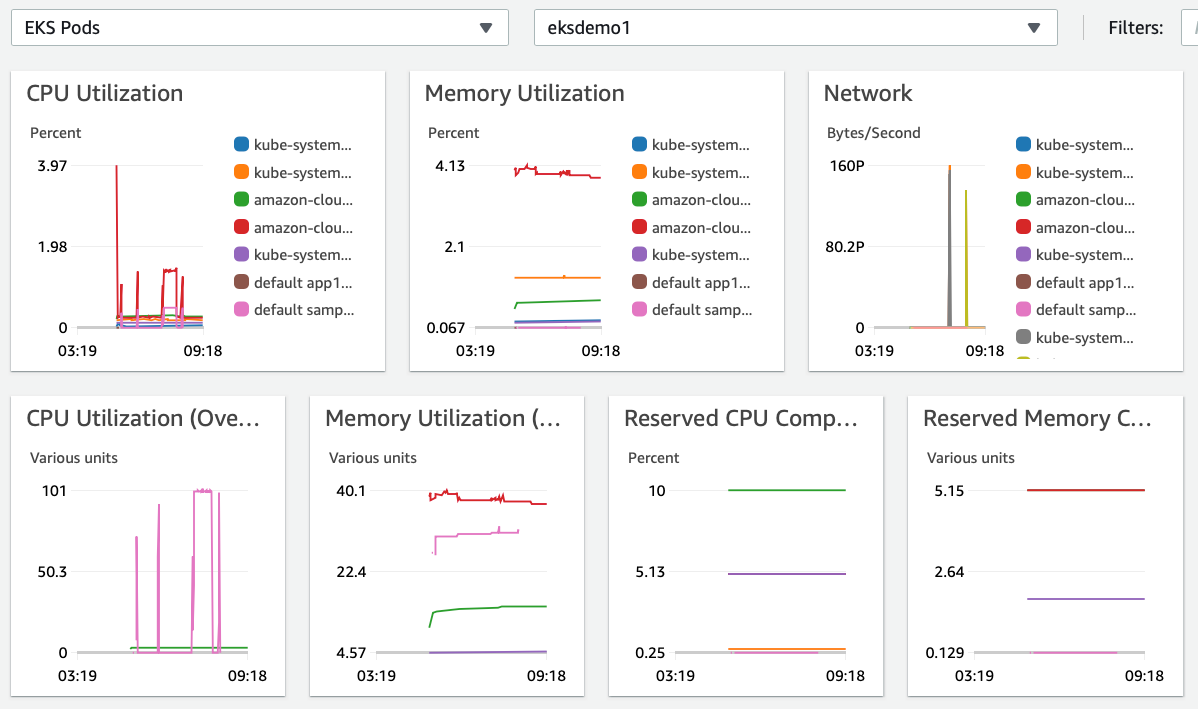 EKS Pods
eksdemo1
Filters:
CPU Utilization
Percent
3.97
1.98
0
03:19
09:18
kube-system...
kube-system...
amazon-clou...
amazon-clou...
kube-system...
default app1...
default samp...
Memory Utilization
Percent
4.13
2.1
0.067
03:19
09:18
kube-system...
kube-system...
amazon-clou...
amazon-clou...
kube-system...
default app1...
default samp...
Network
Bytes/Second
160P
80.2P
0
03:19
09:18
kube-system...
kube-system...
amazon-clou...
amazon-clou...
kube-system...
default app1...
default samp...
kube-system...
CPU Utilization (Ove...
Various units
101
50.3
0
03:19
09:18
Memory Utilization (...
Various units
40.1
22.4
4.57
03:19
09:18
Reserved CPU Comp...
Percent
10
5.13
0.25
03:19
09:18
Reserved Memory C...
Various units
5.15
2.64
0.129
03:19
09:18